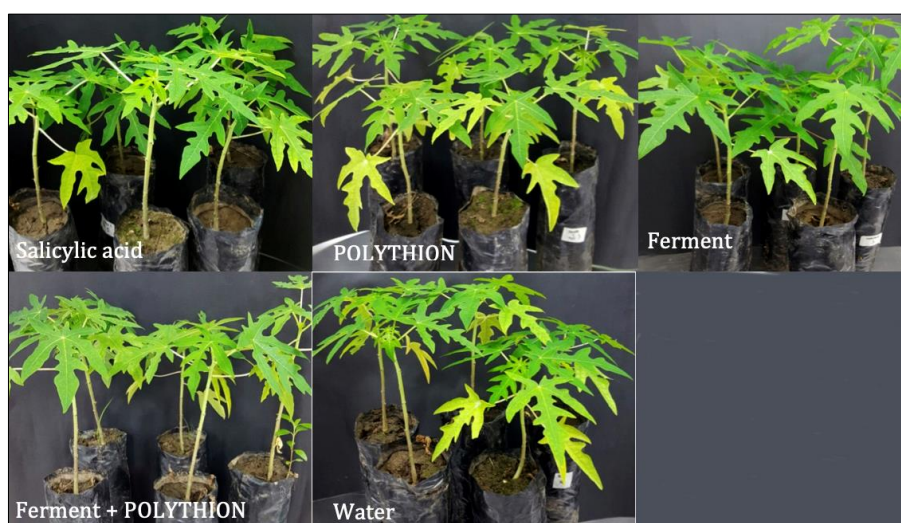 Salicylic acid
POLYTHION
Ferment
Ferment + POLYTHION
Water